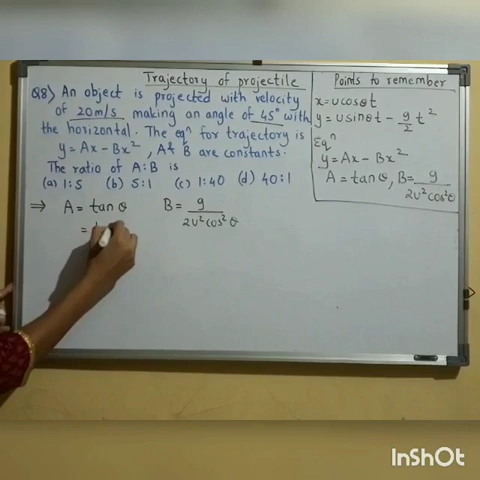 Trajectory of projectile
Q8) An object is projected with velocity
of 20m/s making an angle of 45° with
the horizontal. The eqⁿ for trajectory is
y = Ax - Bx², A & B are constants.
The ratio of A:B is
(a) 1:5 (b) 5:1 (c) 1:40 (d) 40:1
⇒ A = tanθ B = g / 2u²cos²θ
= t
Points to remember
x = ucosθt
y = usinθt - g/2 t²
Eqⁿ
y = Ax - Bx²
A = tanθ, B = g / 2u²cos²θ
InShOt